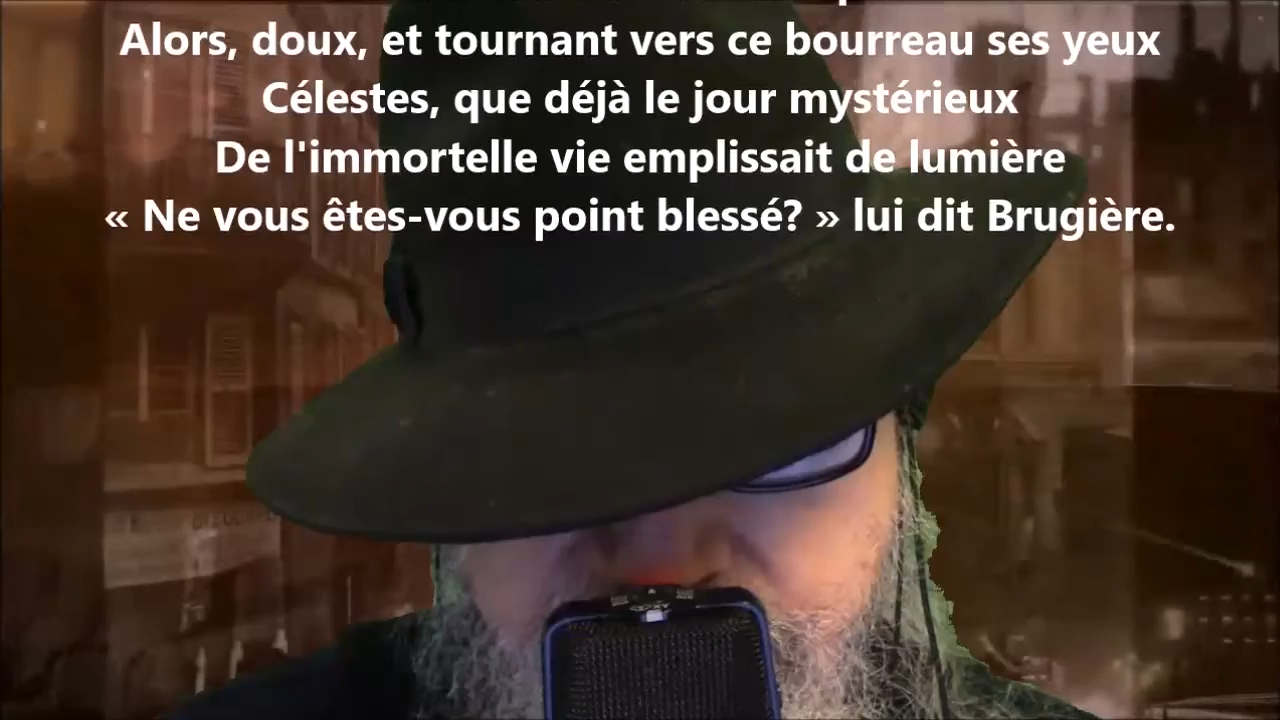 Alors, doux, et tournant vers ce bourreau ses yeux
Célestes, que déjà le jour mystérieux
De l'immortelle vie emplissait de lumière
« Ne vous êtes-vous point blessé? » lui dit Brugière.